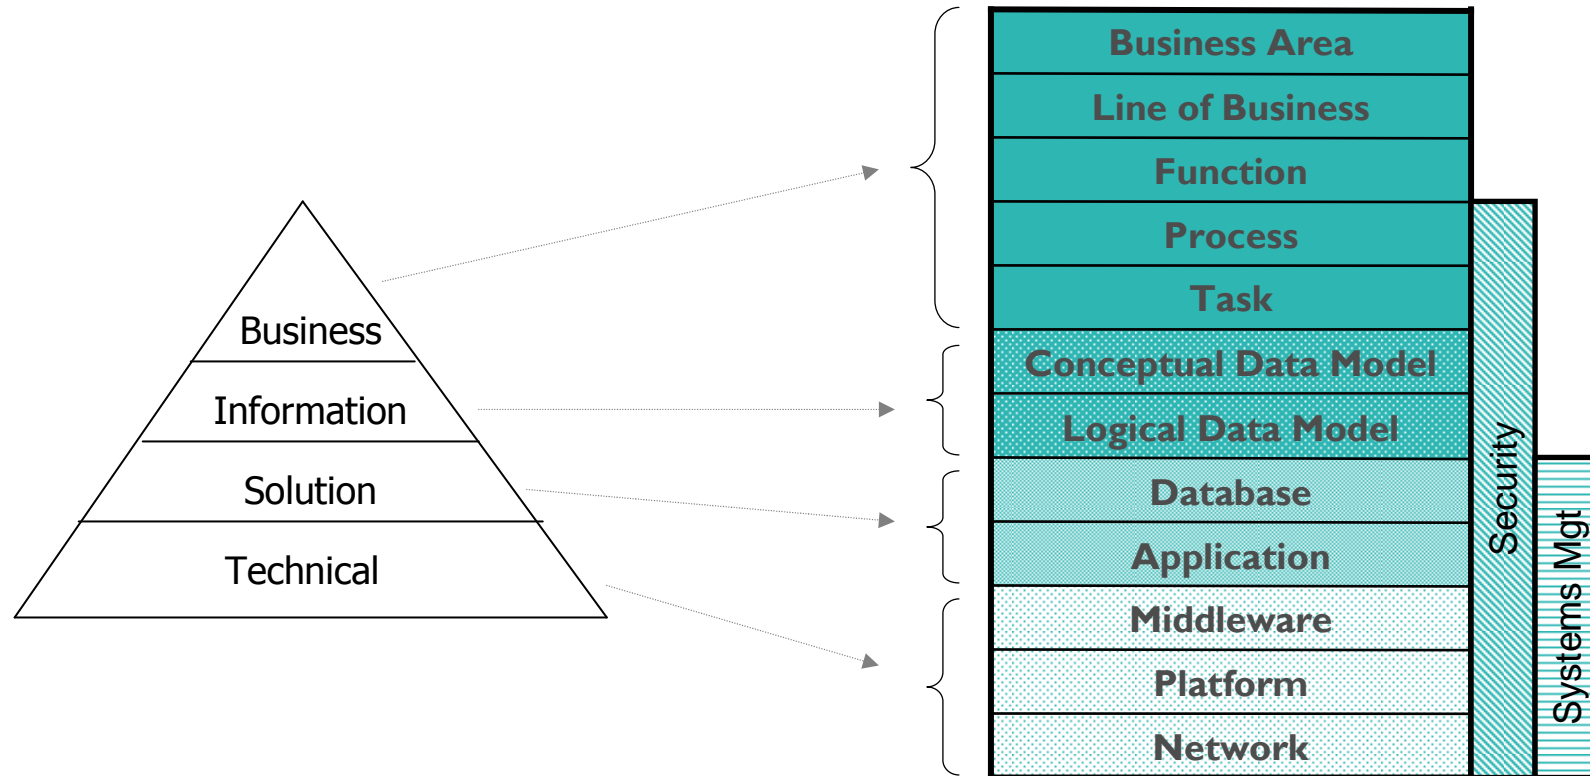 Business
Information
Solution
Technical
Business Area
Line of Business
Function
Process
Task
Conceptual Data Model
Logical Data Model
Database
Application
Middleware
Platform
Network
Security
Systems Mgt